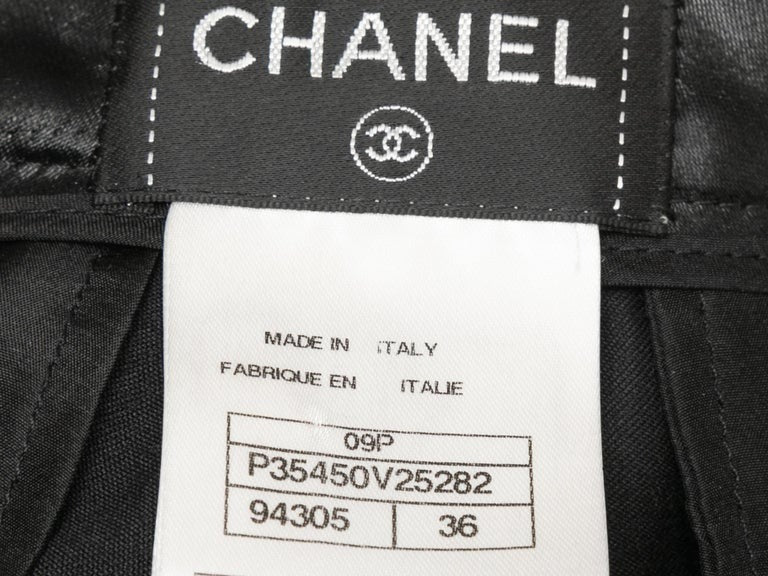 CHANEL
MADE IN ITALY
FABRIQUE EN ITALIE
09P
P35450V25282
94305 36